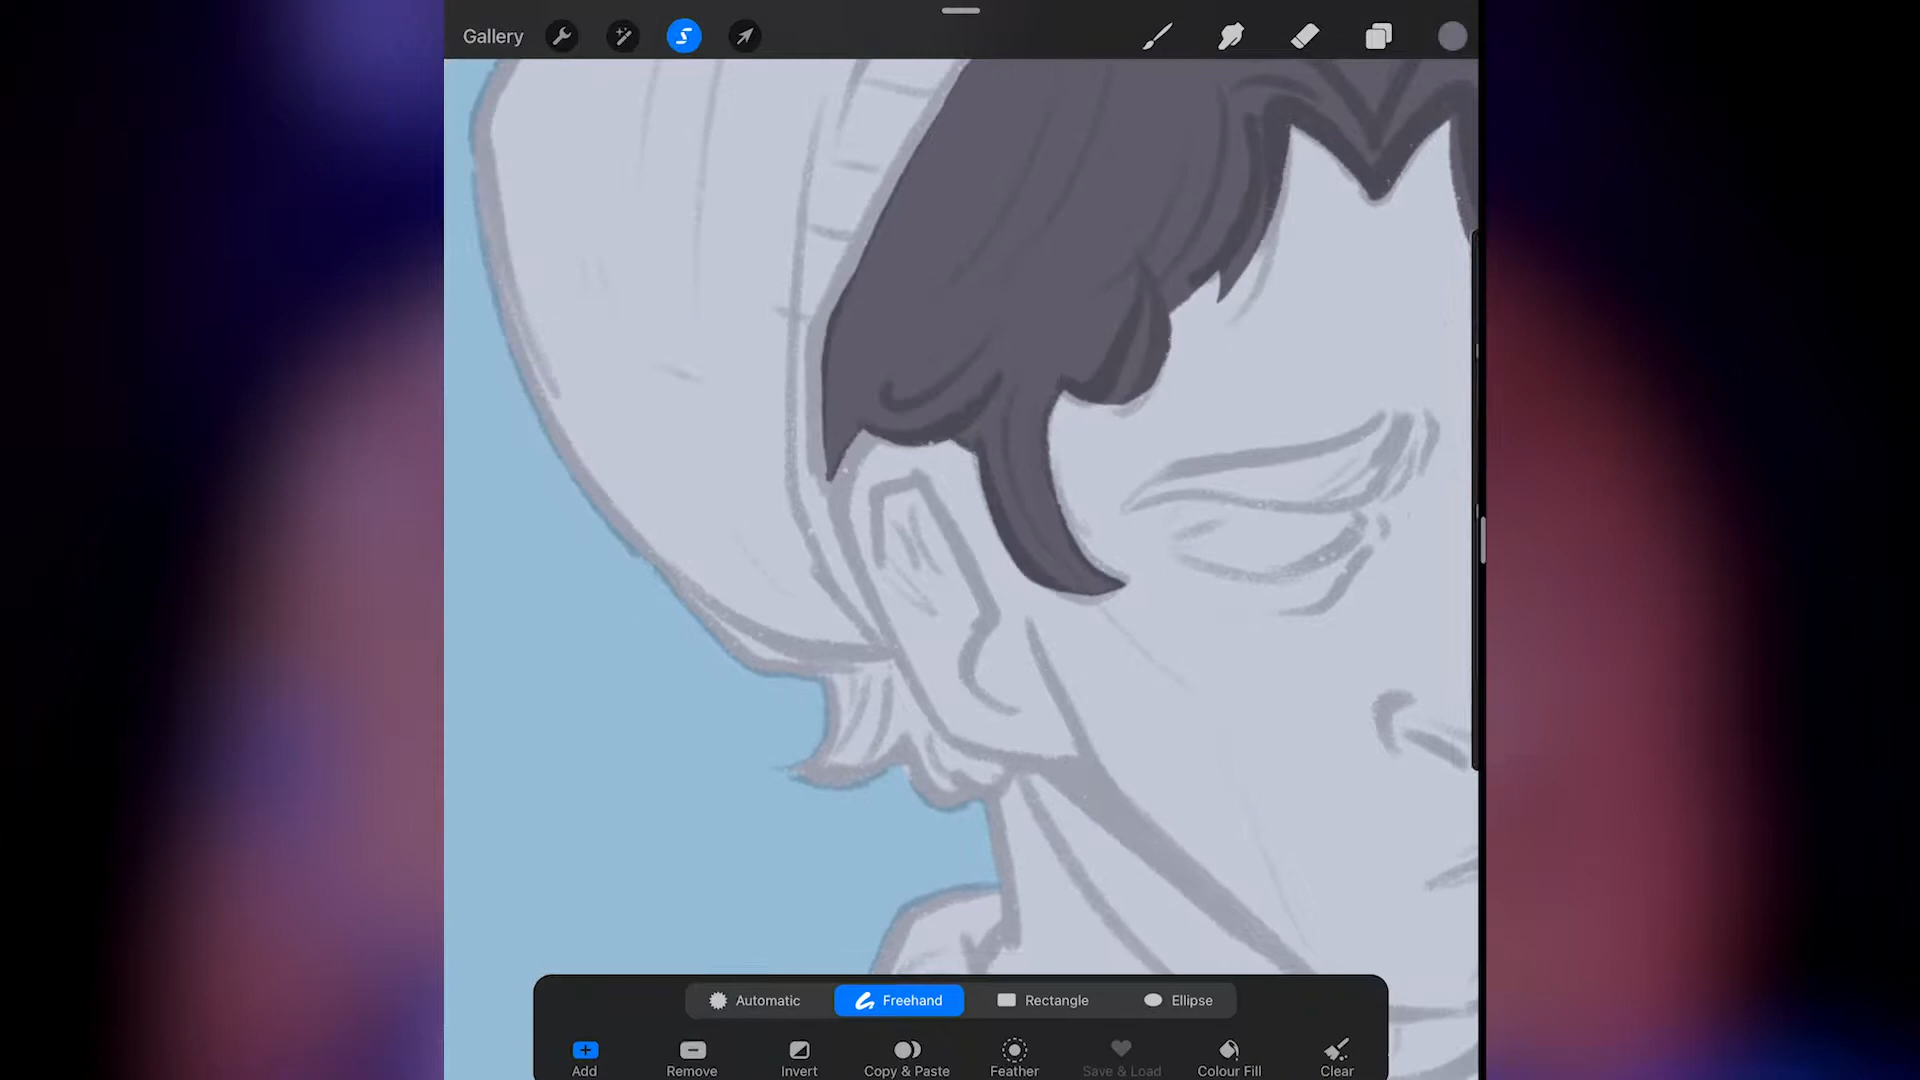 Gallery
Automatic Freehand Rectangle Ellipse
Add Remove Invert Copy & Paste Feather Save & Load Colour Fill Clear